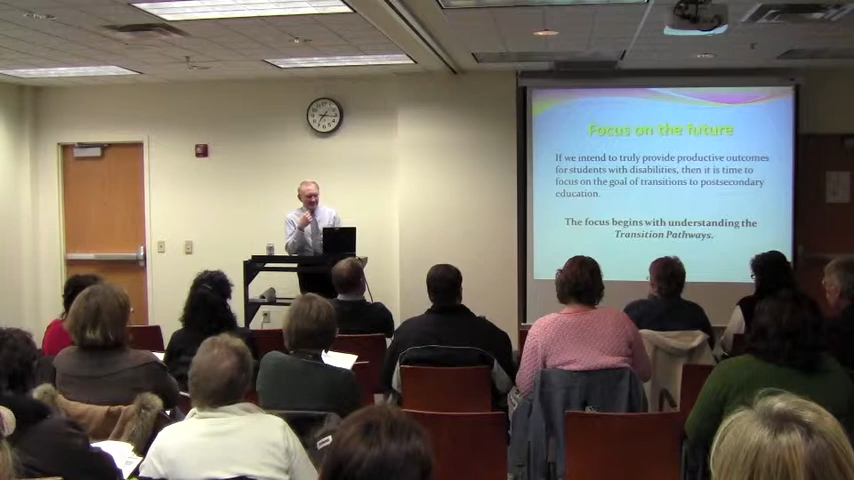 Focus on the future
If we intend to truly provide productive outcomes
for students with disabilities, then it is time to
focus on the goal of transitions to postsecondary
education.
The focus begins with understanding the
Transition Pathways.